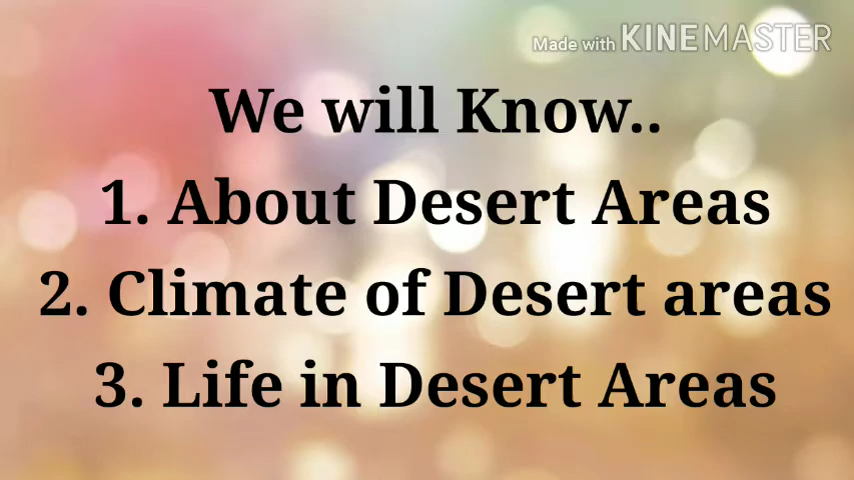 Made with KINEMASTER
We will Know..
1. About Desert Areas
2. Climate of Desert areas
3. Life in Desert Areas